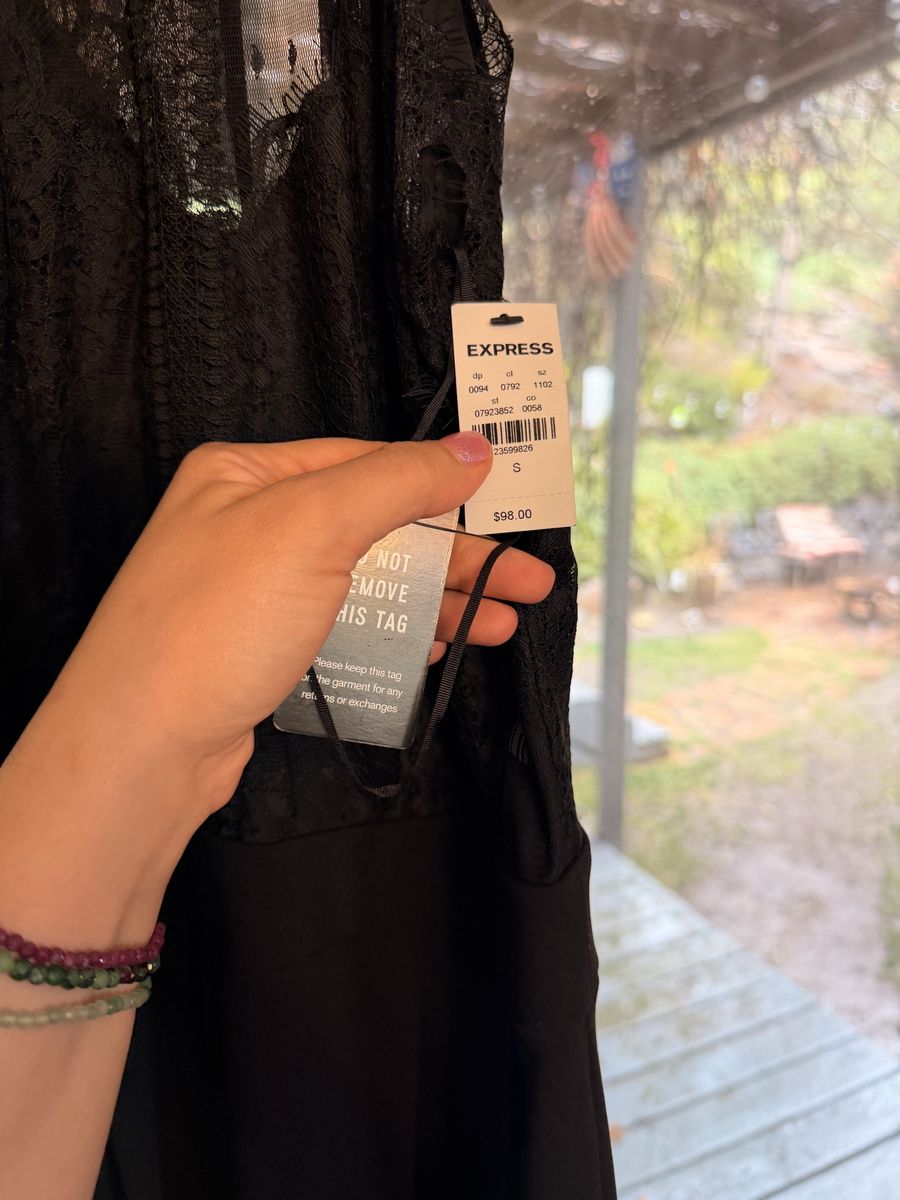 EXPRESS
dp cl sz
0094 0792 1102
st co
07923852 0058
23599826
S
$98.00
NOT
EMOVE
HIS TAG
Please keep this tag
on the garment for any
returns or exchanges